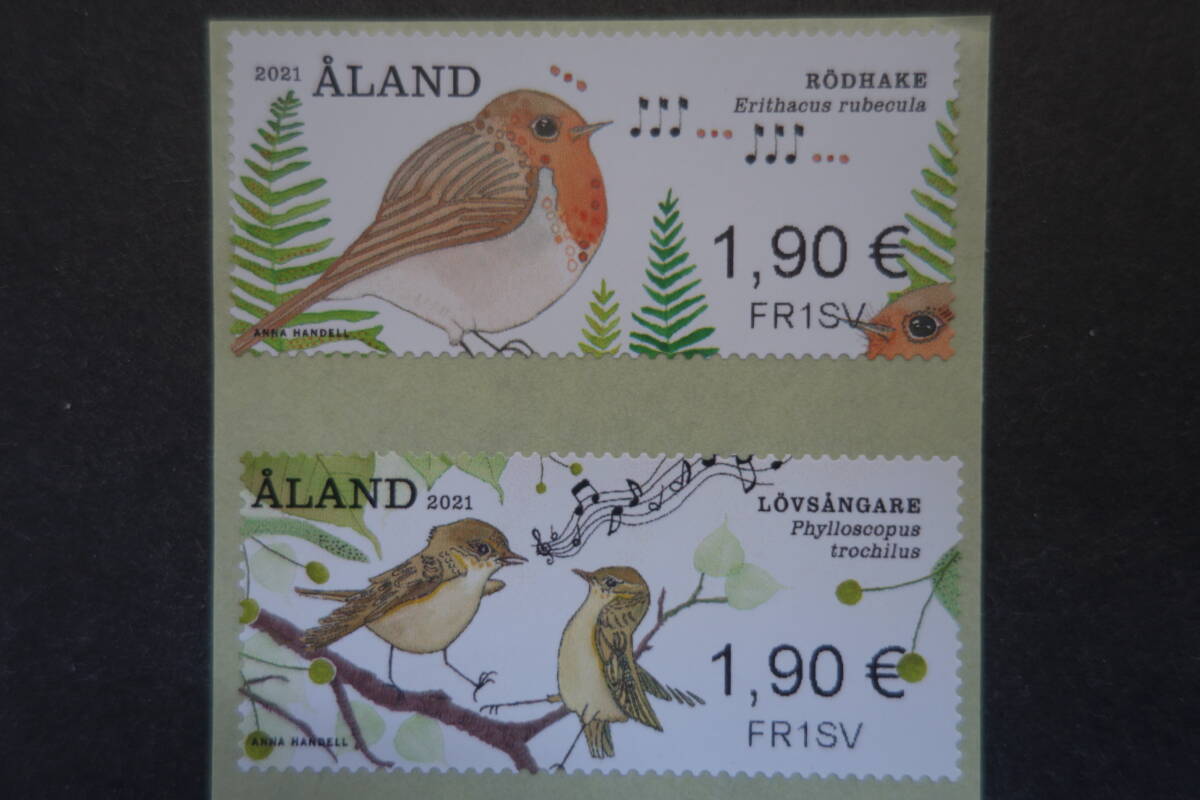 2021 ÅLAND
RÖDHAKE
Erithacus rubecula
1,90 €
FR1SV
ANNA HANDELL
ÅLAND 2021
LÖVSÅNGARE
Phylloscopus
trochilus
1,90 €
FR1SV
ANNA HANDELL